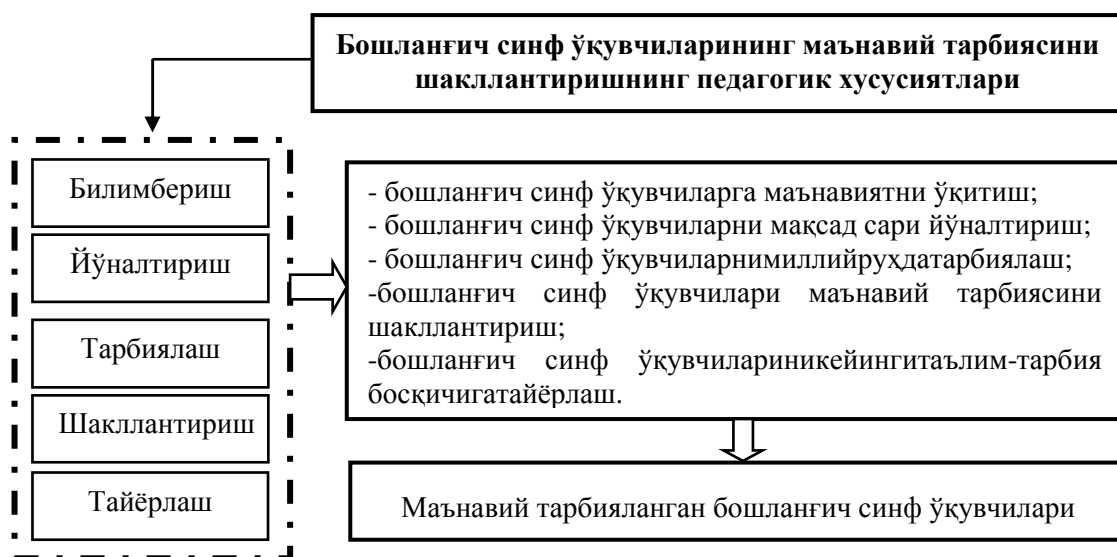 Бошланғич синф ўқувчиларининг маънавий тарбиясини
шакллантиришнинг педагогик хусусиятлари
Билимбериш
Йўналтириш
Тарбиялаш
Шакллантириш
Тайёрлаш
- бошланғич синф ўқувчиларга маънавиятни ўқитиш;
- бошланғич синф ўқувчиларни мақсад сари йўналтириш;
- бошланғич синф ўқувчиларнимиллийруҳдатарбиялаш;
-бошланғич синф ўқувчилари маънавий тарбиясини
шакллантириш;
-бошланғич синф ўқувчилариникейингитаълим-тарбия
босқичигатайёрлаш.
Маънавий тарбияланган бошланғич синф ўқувчилари